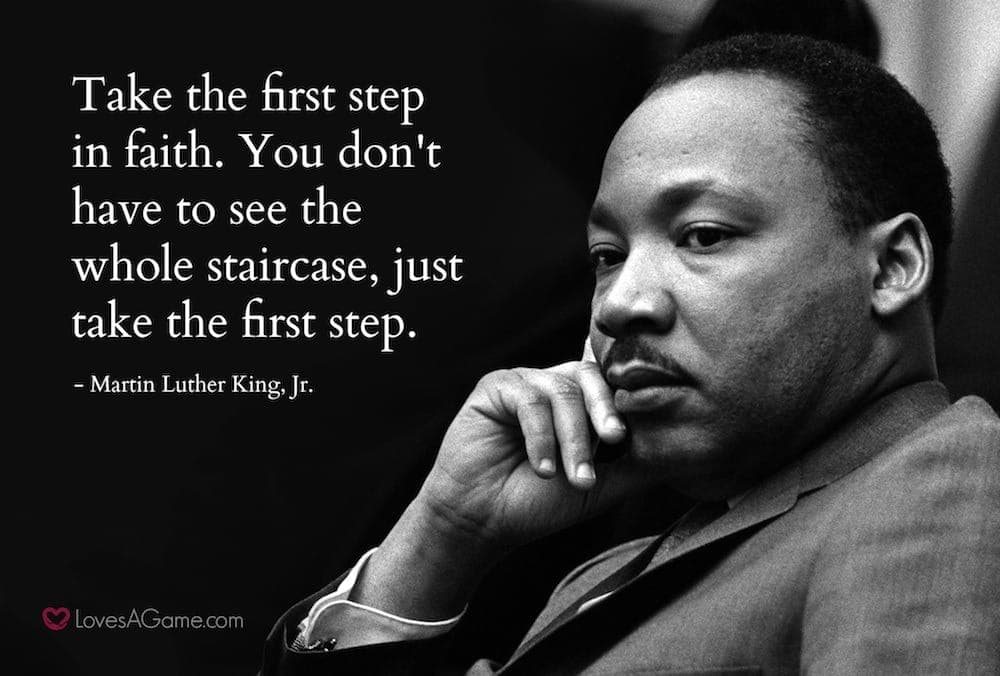 Take the first step
in faith. You don't
have to see the
whole staircase, just
take the first step.
- Martin Luther King, Jr.
LovesAGame.com